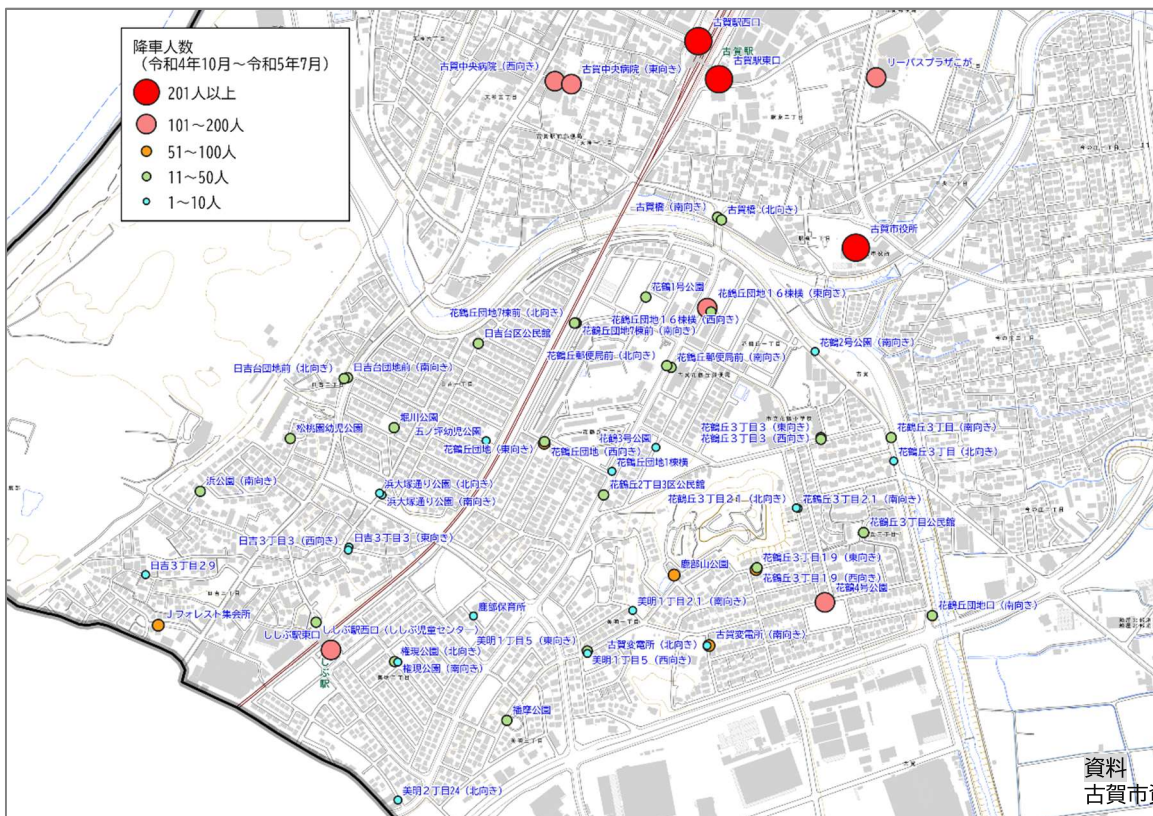 降車人数
（令和4年10月～令和5年7月）
201人以上
101～200人
51～100人
11～50人
1～10人
古賀駅西口
古賀駅
古賀駅東口
古賀中央病院（西向き）
古賀中央病院（東向き）
リーパスプラザこが
古賀橋（南向き）
古賀橋（北向き）
古賀市役所
花鶴1号公園
花鶴丘団地１６棟横（東向き）
花鶴丘団地１６棟横（西向き）
花鶴丘団地7棟前（北向き）
花鶴丘団地7棟前（南向き）
日吉台区公民館
花鶴丘郵便局前（北向き）
花鶴丘郵便局前（南向き）
花鶴2号公園（南向き）
日吉台団地前（北向き）
日吉台団地前（南向き）
堀川公園
五ノ坪幼児公園
松桃園幼児公園
花鶴丘団地（東向き）
花鶴丘団地（西向き）
花鶴3号公園
花鶴丘団地1棟横
花鶴丘３丁目３（東向き）
花鶴丘３丁目３（西向き）
花鶴丘３丁目（南向き）
花鶴丘３丁目（北向き）
浜公園（南向き）
浜大塚通り公園（北向き）
浜大塚通り公園（南向き）
花鶴丘2丁目3区公民館
花鶴丘３丁目２１（北向き）
花鶴丘３丁目２１（南向き）
花鶴丘３丁目公民館
日吉３丁目３（西向き）
日吉３丁目３（東向き）
日吉３丁目２９
鹿部山公園
花鶴丘３丁目１９（東向き）
花鶴丘３丁目１９（西向き）
花鶴4号公園
Ｊフォレスト集会所
鹿部保育所
美明１丁目２１（南向き）
花鶴丘団地口（南向き）
ししぶ駅東口
ししぶ駅西口（ししぶ児童センター）
美明１丁目５（東向き）
美明１丁目５（西向き）
古賀変電所（北向き）
古賀変電所（南向き）
権現公園（北向き）
権現公園（南向き）
播摩公園
美明２丁目24（北向き）
資料
古賀市資